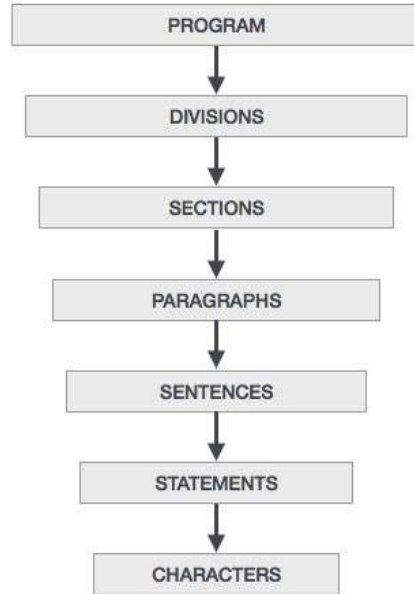 PROGRAM
DIVISIONS
SECTIONS
PARAGRAPHS
SENTENCES
STATEMENTS
CHARACTERS